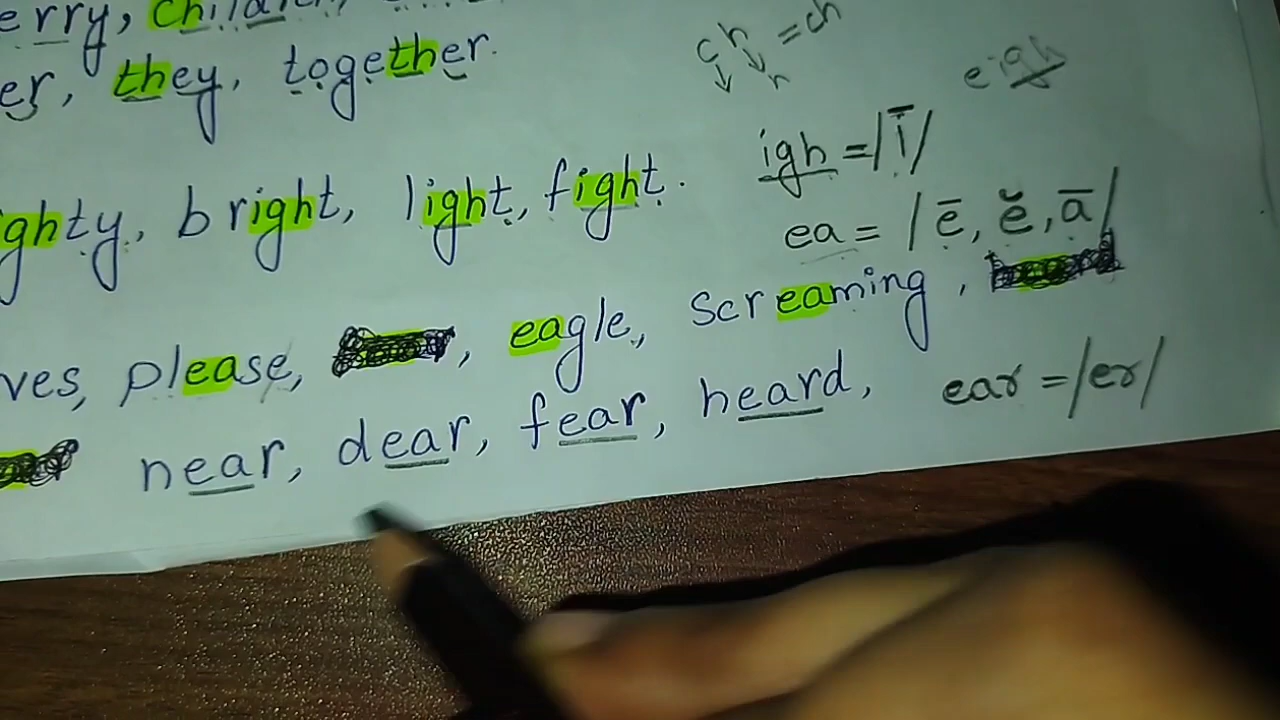 erry, children
er, they, together.
ch = ch
h
eigh
ghty, bright, light, fight.
igh = /ī/
ea = /ē, ĕ, ā/
ves, please, , eagle, screaming,
near, dear, fear, heard,
ear = /er/